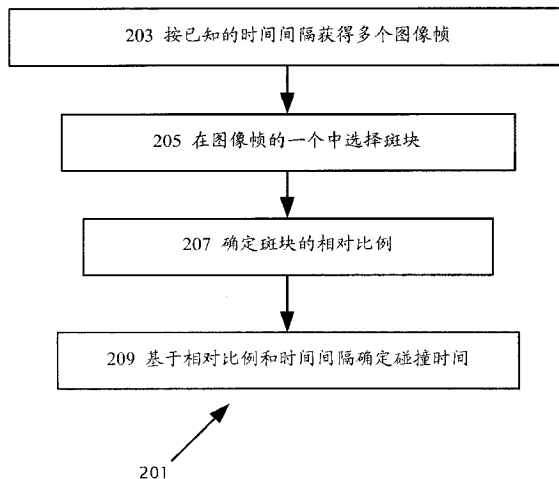 203 按已知的时间间隔获得多个图像帧
205 在图像帧的一个中选择斑块
207 确定斑块的相对比例
209 基于相对比例和时间间隔确定碰撞时间
201